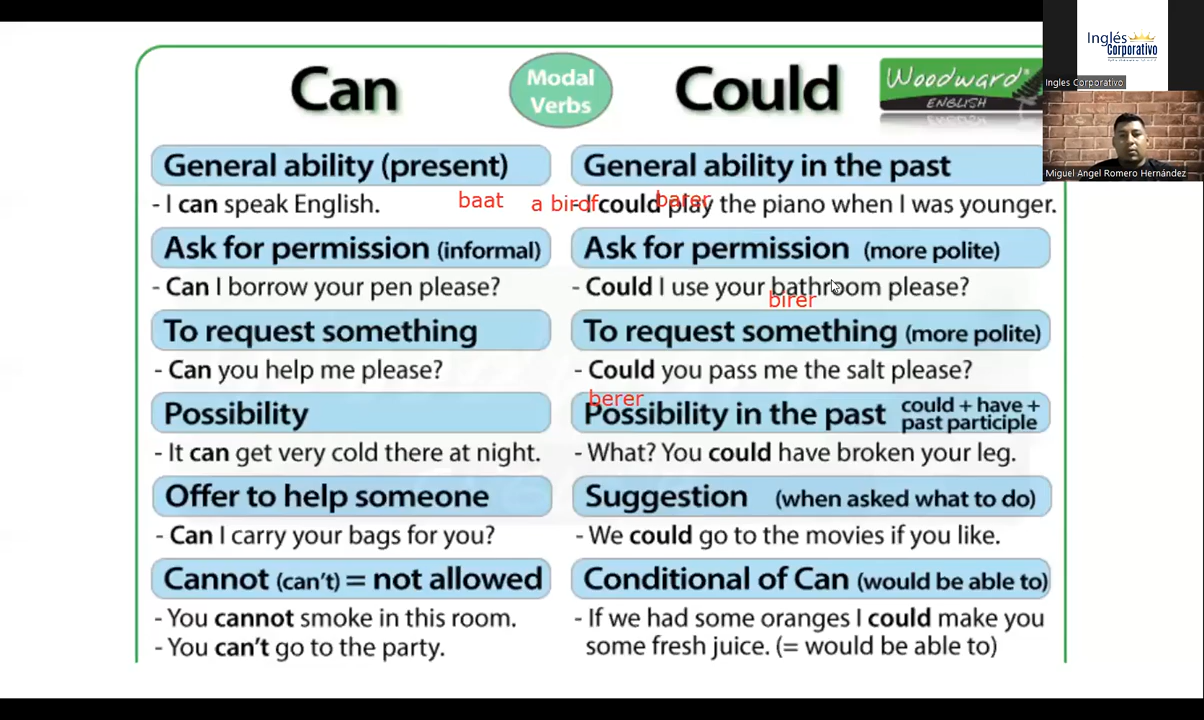 Can
Modal
Verbs
Could
Woodward®
ENGLISH
Inglés
Corporativo
Ingles Corporativo
Miguel Angel Romero Hernández
General ability (present)
- I can speak English.
baat
General ability in the past
- I could play the piano when I was younger.
a bir
barer
Ask for permission (informal)
- Can I borrow your pen please?
Ask for permission (more polite)
- Could I use your bathroom please?
birer
To request something
- Can you help me please?
To request something (more polite)
- Could you pass me the salt please?
berer
Possibility
- It can get very cold there at night.
Possibility in the past could + have +
past participle
- What? You could have broken your leg.
Offer to help someone
- Can I carry your bags for you?
Suggestion (when asked what to do)
- We could go to the movies if you like.
Cannot (can't) = not allowed
- You cannot smoke in this room.
- You can't go to the party.
Conditional of Can (would be able to)
- If we had some oranges I could make you
some fresh juice. (= would be able to)